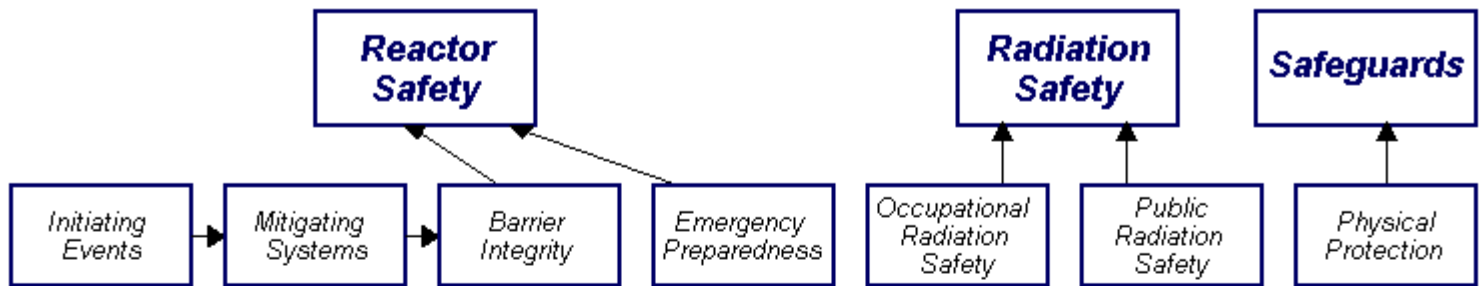 Reactor
Safety
Radiation
Safety
Safeguards
Initiating
Events
Mitigating
Systems
Barrier
Integrity
Emergency
Preparedness
Occupational
Radiation
Safety
Public
Radiation
Safety
Physical
Protection